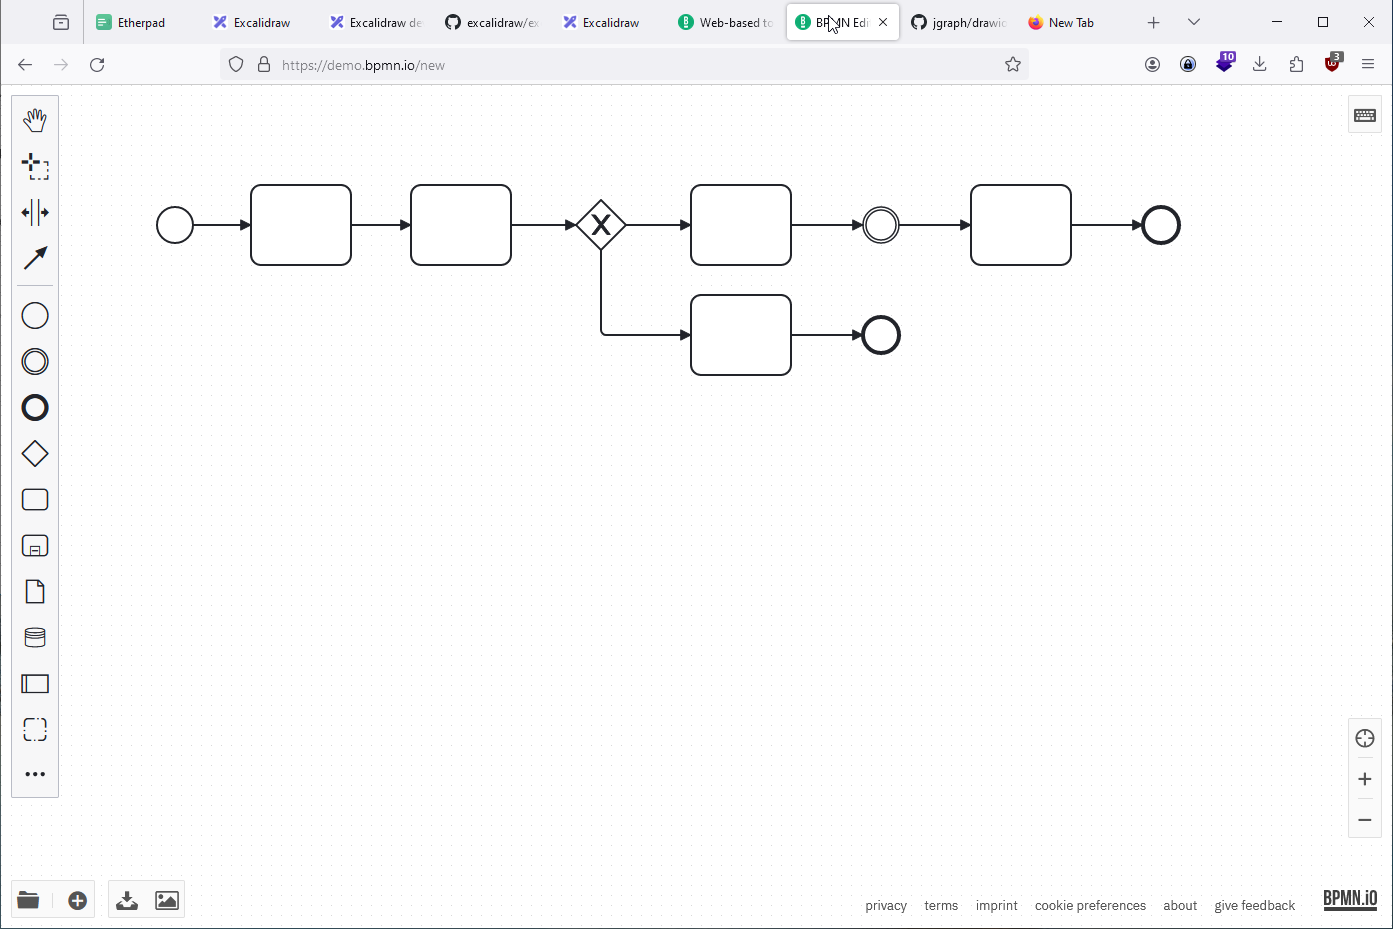 Etherpad
Excalidraw
Excalidraw de
excalidraw/ex
Excalidraw
Web-based to
BPMN Edi
jgraph/drawio
New Tab
https://demo.bpmn.io/new
10
3
X
privacy
terms
imprint
cookie preferences
about
give feedback
BPMN.iO